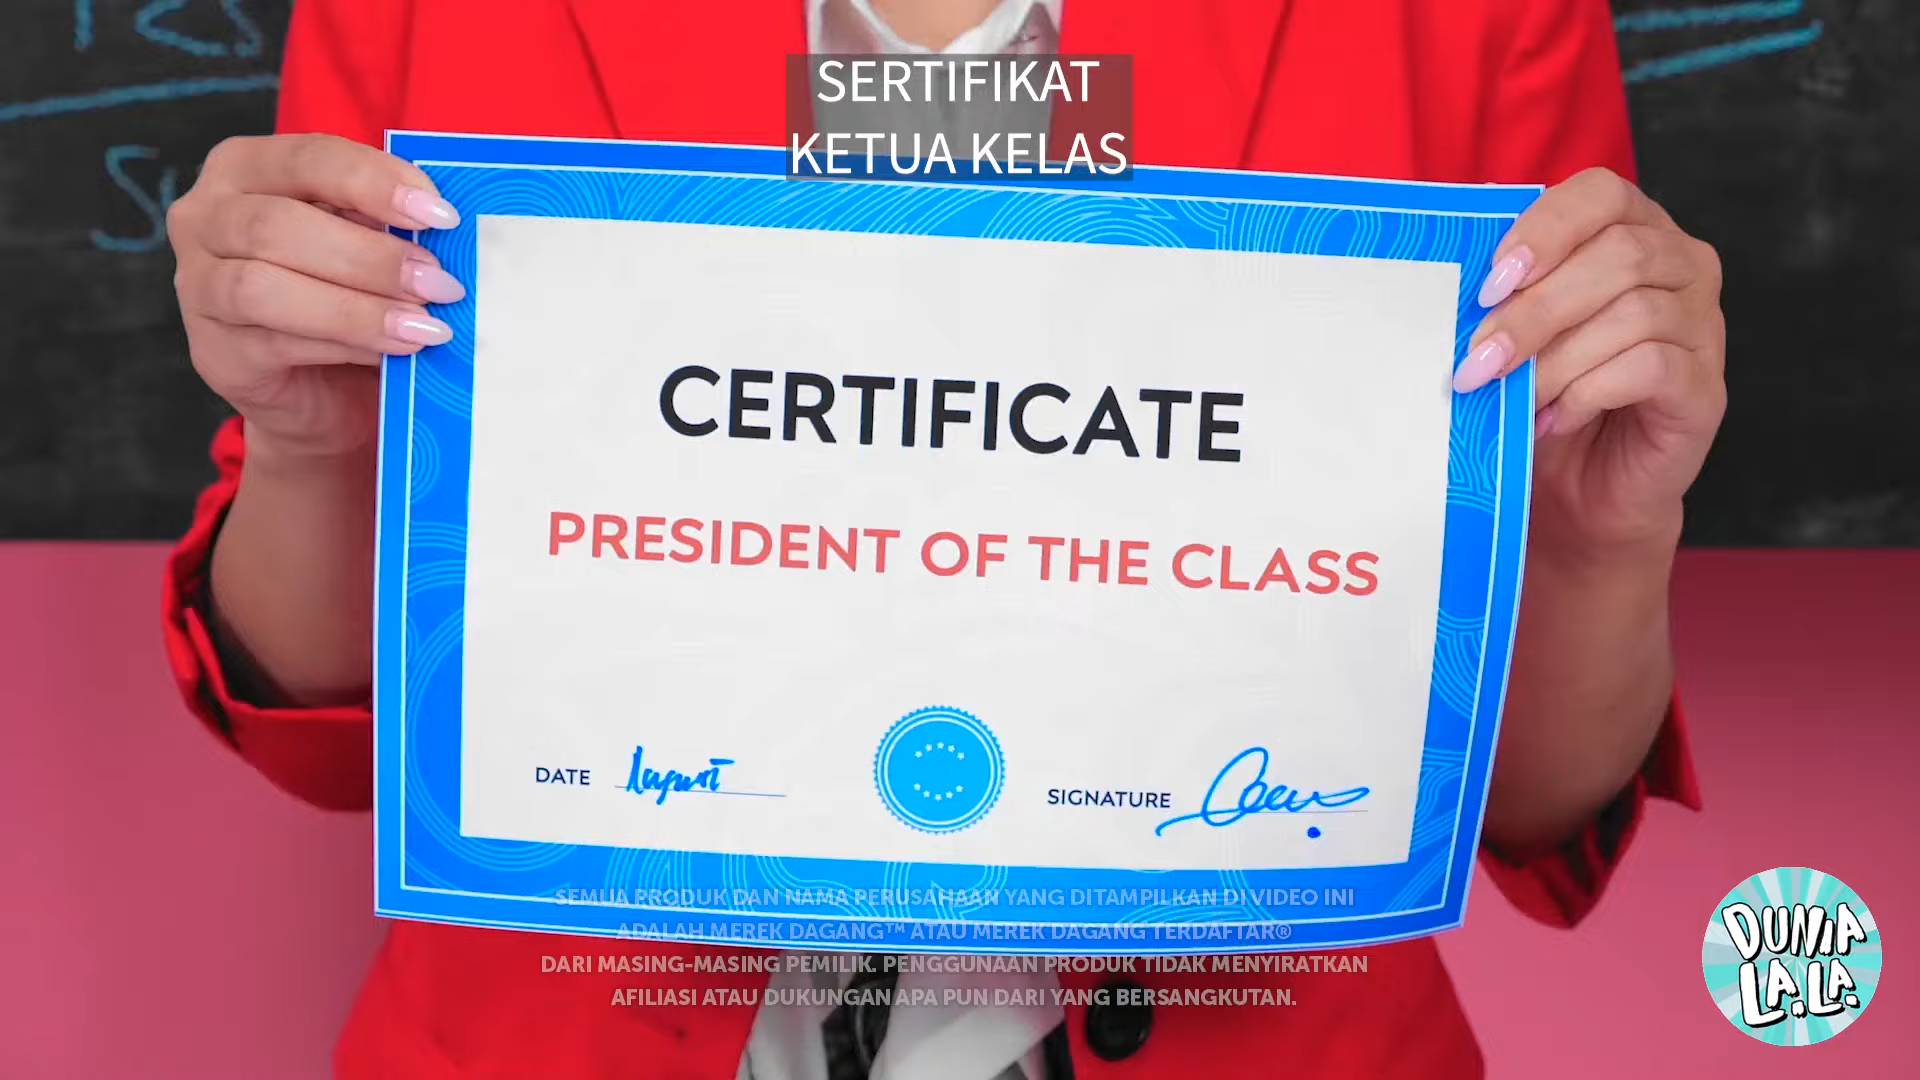 SERTIFIKAT
KETUA KELAS
CERTIFICATE
PRESIDENT OF THE CLASS
DATE August
SIGNATURE
SEMUA PRODUK DAN NAMA PERUSAHAAN YANG DITAMPILKAN DI VIDEO INI
ADALAH MEREK DAGANG™ ATAU MEREK DAGANG TERDAFTAR®
DARI MASING-MASING PEMILIK. PENGGUNAAN PRODUK TIDAK MENYIRATKAN
AFILIASI ATAU DUKUNGAN APA PUN DARI YANG BERSANGKUTAN.
DUNIA
LA.LA.